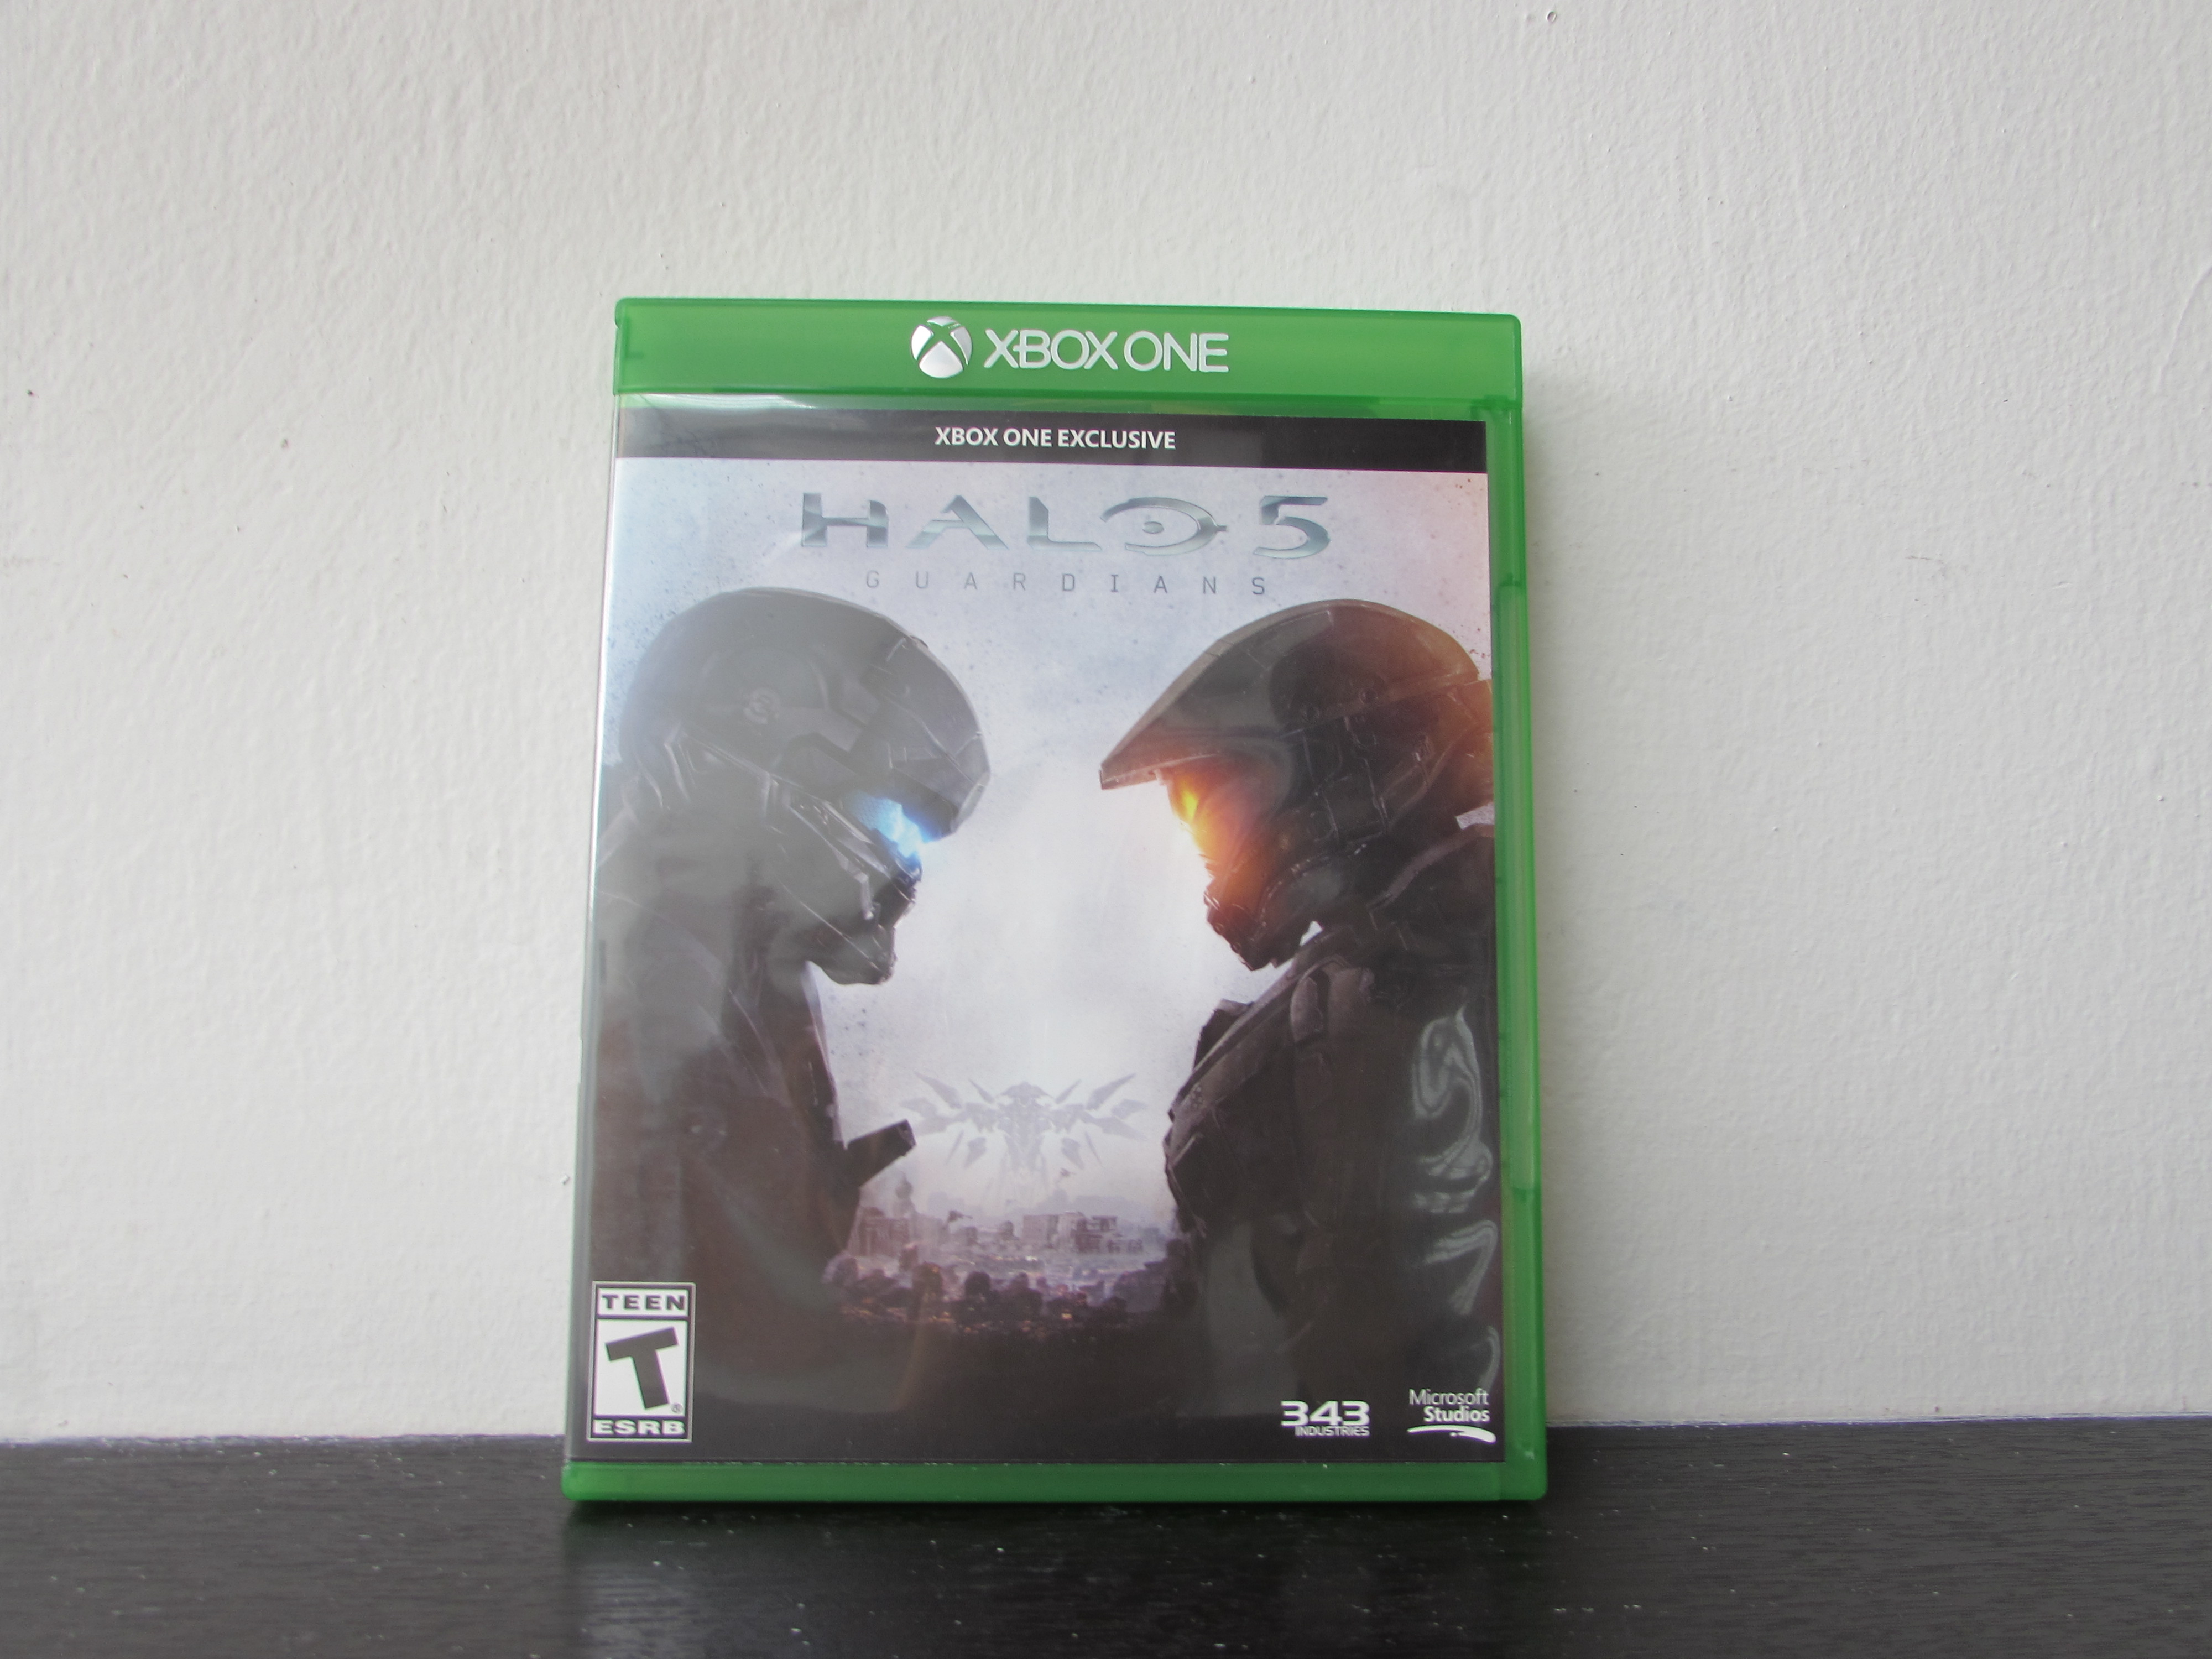 XBOX ONE
XBOX ONE EXCLUSIVE
HALO 5
GUARDIANS
TEEN
T®
ESRB
343
INDUSTRIES
Microsoft
Studios